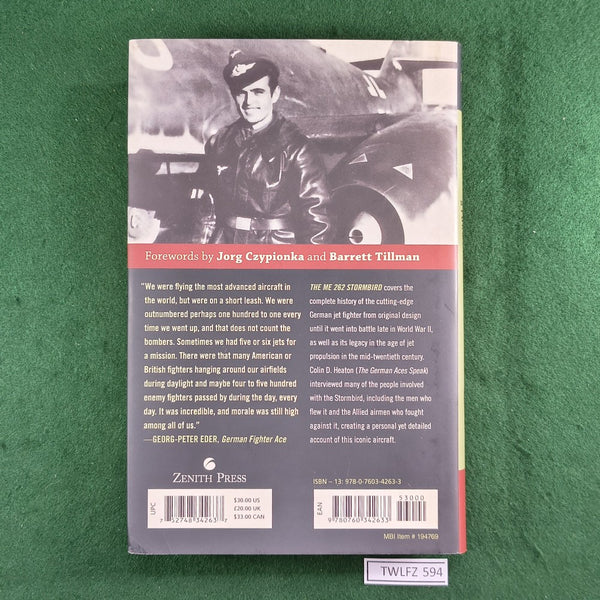 Forewords by Jorg Czypionka and Barrett Tillman
"We were flying the most advanced aircraft in
the world, but were on a short leash. We were
outnumbered perhaps one hundred to one every
time we went up, and that does not count the
bombers. Sometimes we had five or six jets for
a mission. There were that many American or
British fighters hanging around our airfields
during daylight and maybe four to five hundred
enemy fighters passed by during the day, every
day. It was incredible, and morale was still high
among all of us."
—GEORG-PETER EDER, German Fighter Ace
THE ME 262 STORMBIRD covers the
complete history of the cutting-edge
German jet fighter from original design
until it went into battle late in World War II,
as well as its legacy in the age of jet
propulsion in the mid-twentieth century.
Colin D. Heaton (The German Aces Speak)
interviewed many of the people involved
with the Stormbird, including the men who
flew it and the Allied airmen who fought
against it, creating a personal yet detailed
account of this iconic aircraft.
ZENITH PRESS
UPC
7 52748 34263 7
$30.00 US
£20.00 UK
$33.00 CAN
ISBN – 13: 978-0-7603-4263-3
EAN
53000
9 780760 342633
MBI Item # 194769
TWLFZ 594